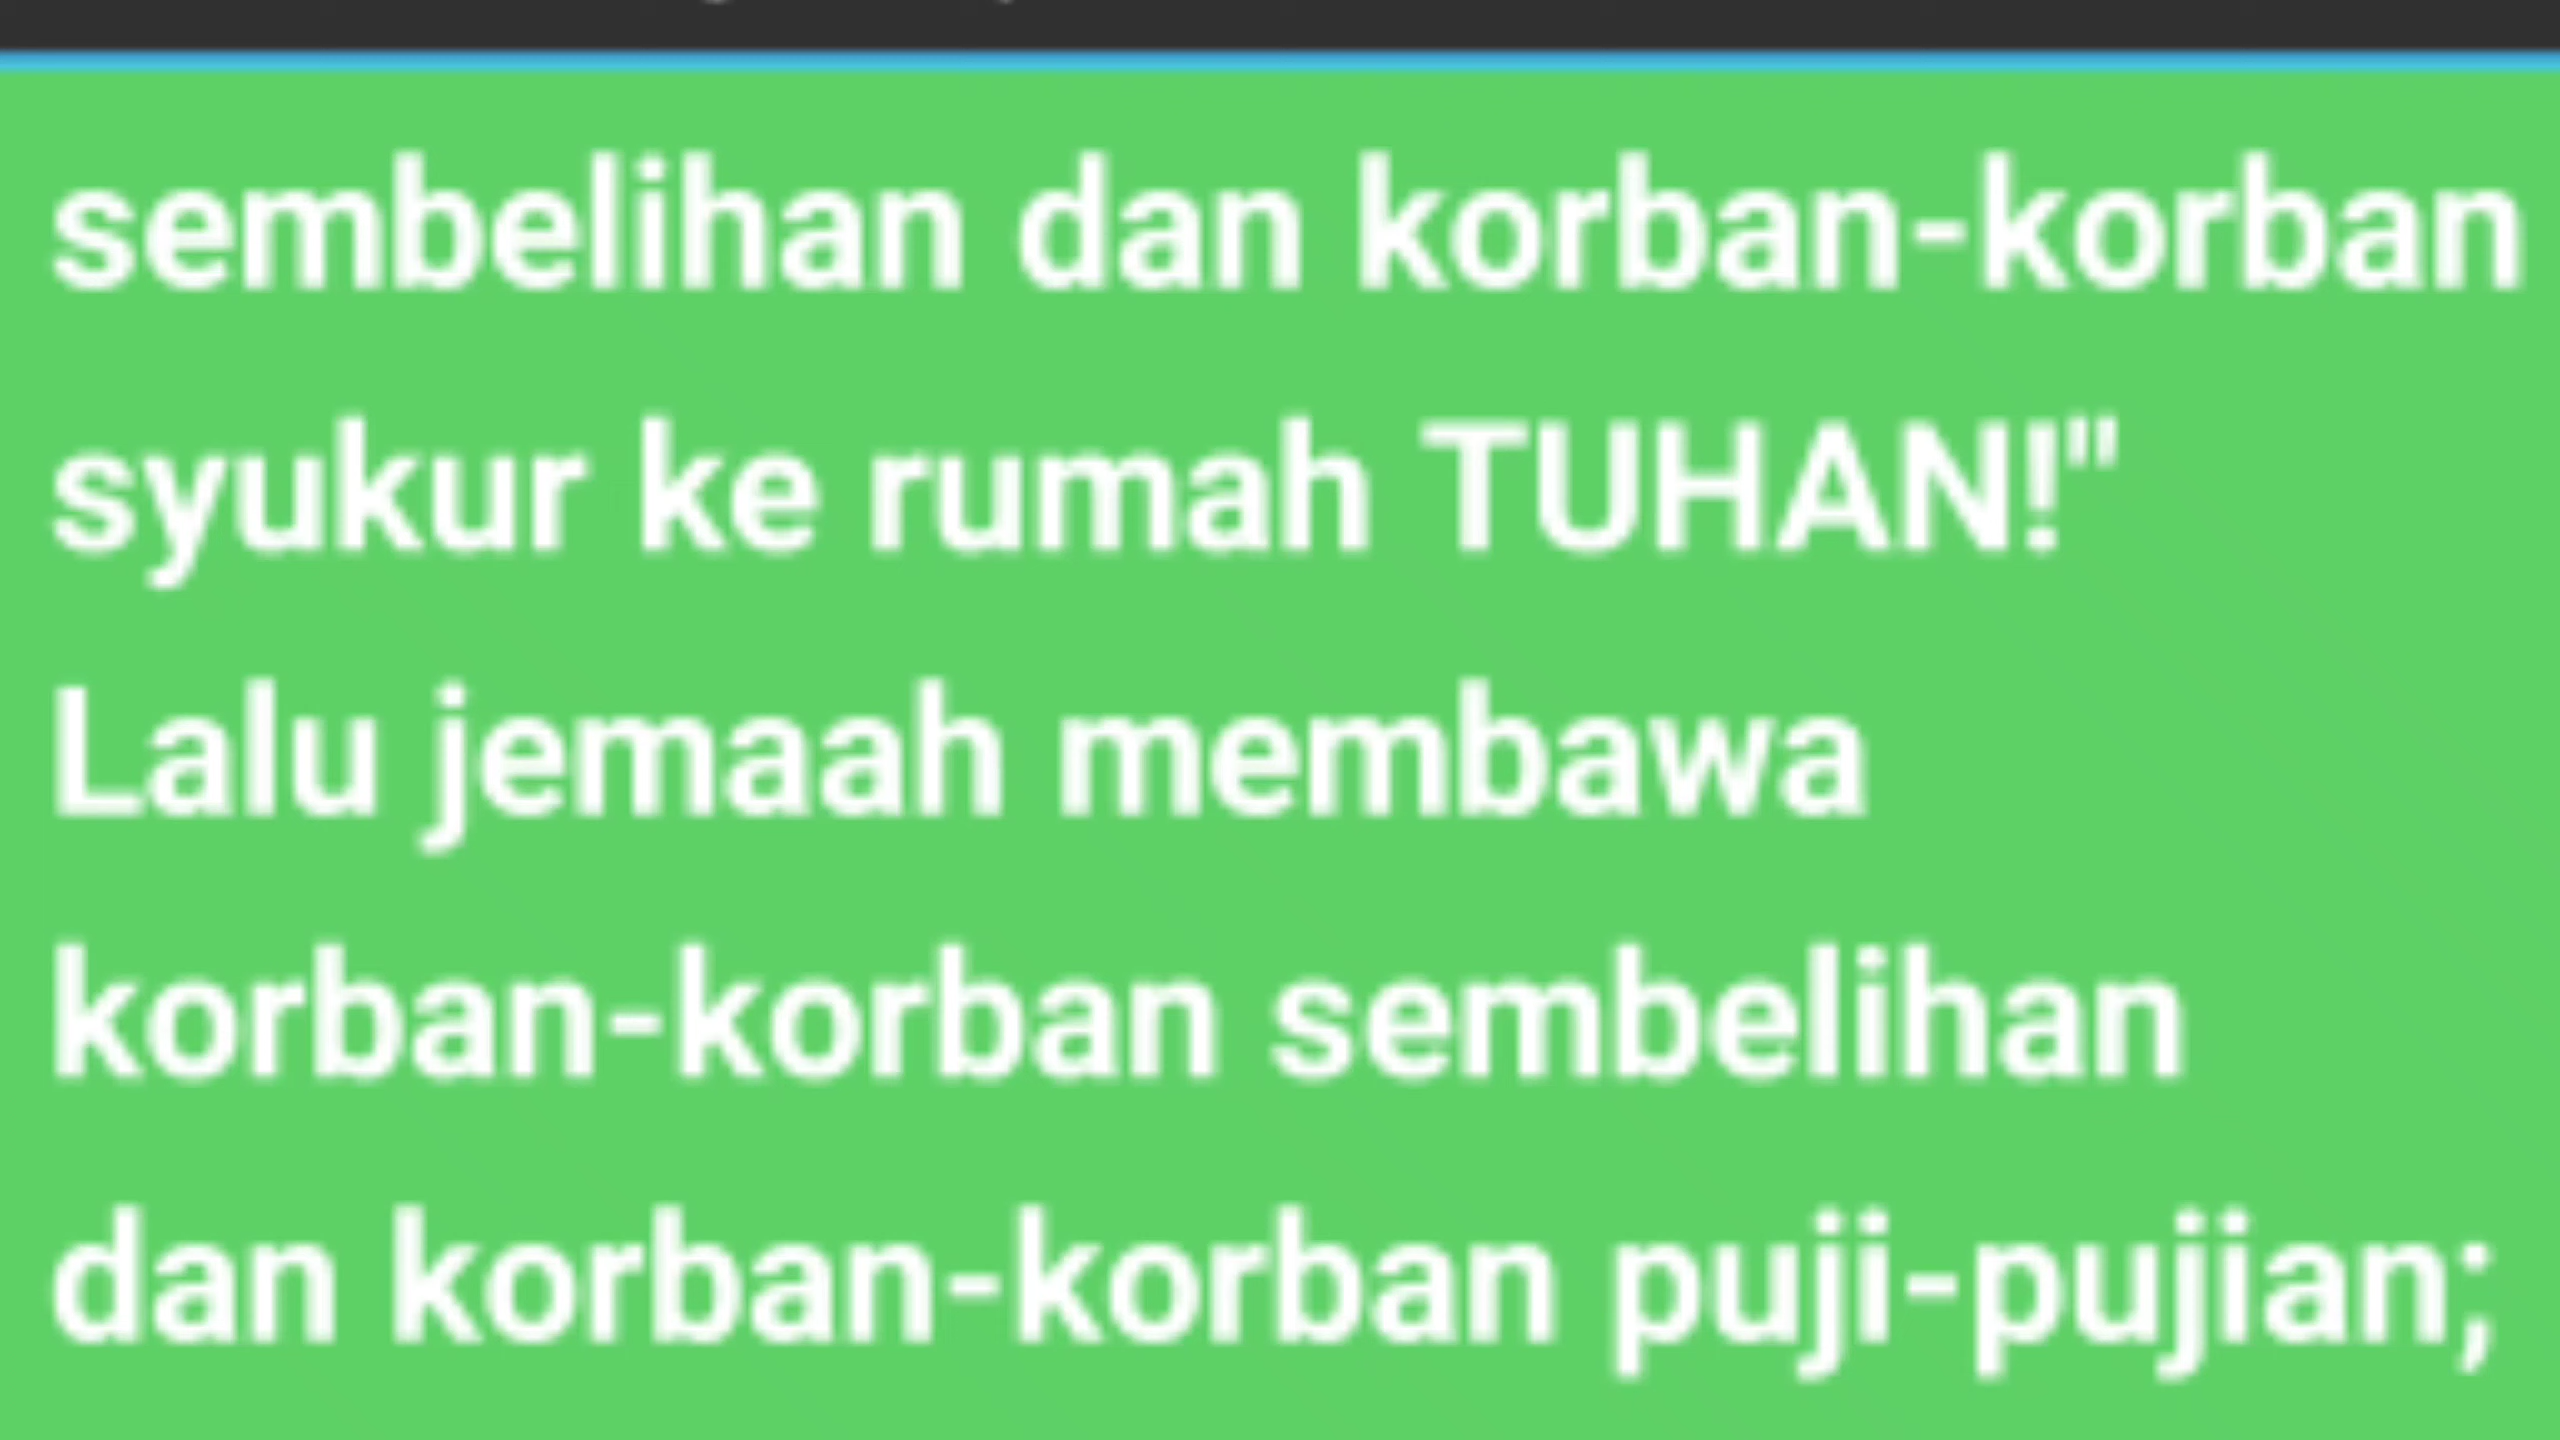 sembelihan dan korban-korban
syukur ke rumah TUHAN!"
Lalu jemaah membawa
korban-korban sembelihan
dan korban-korban puji-pujian;